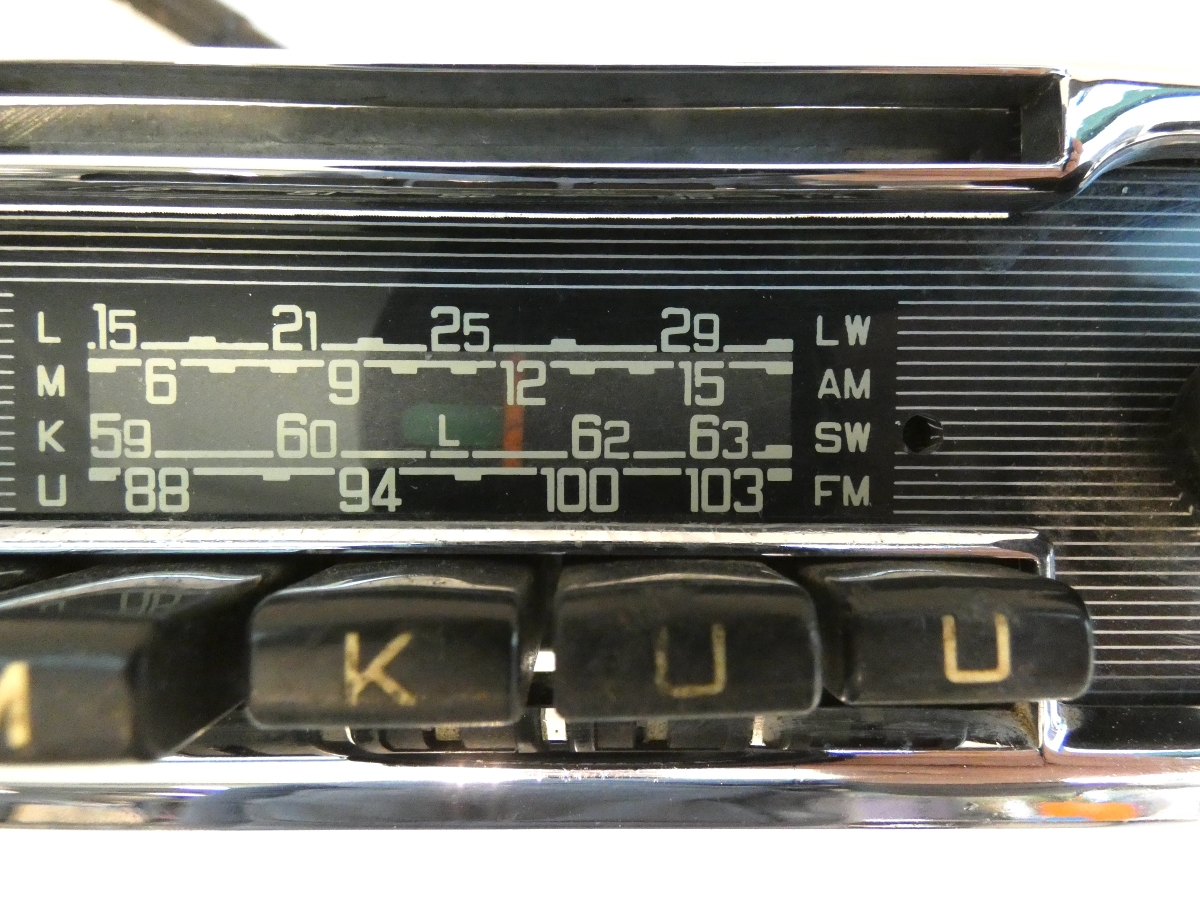 L .15 21 25 29 LW
M 6 9 12 15 AM
K 59 60 L 62 63 SW
U 88 94 100 103 FM
M K U U